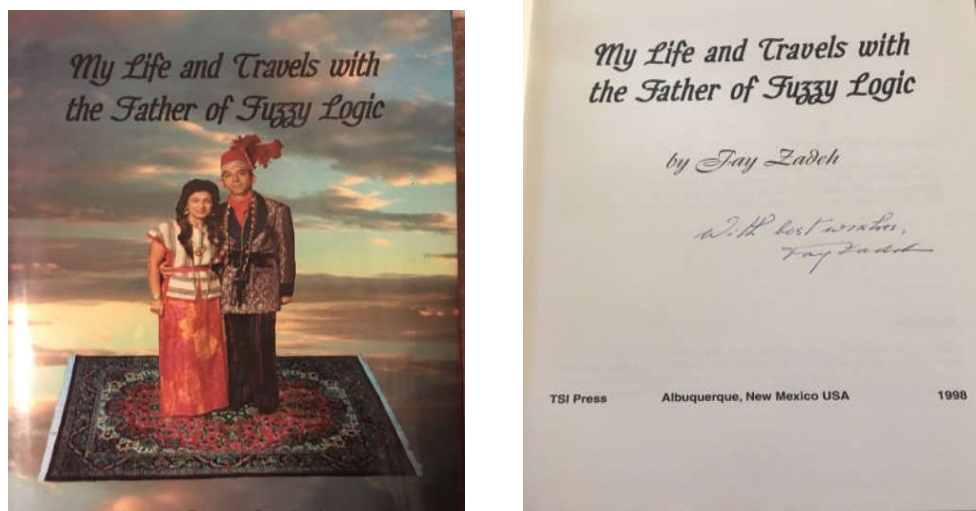 My Life and Travels with
the Father of Fuzzy Logic
My Life and Travels with
the Father of Fuzzy Logic
by Fay Zadeh
With best wishes,
Fay Zadeh
TSI Press Albuquerque, New Mexico USA 1998